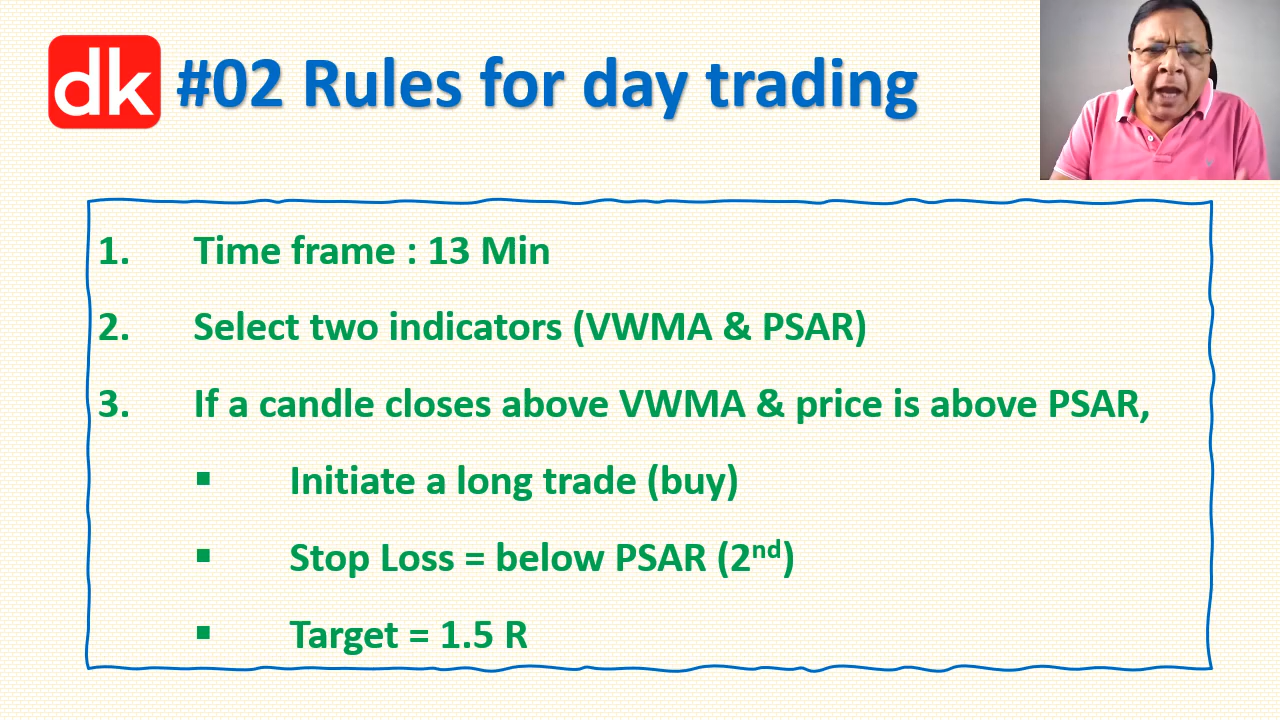 dk #02 Rules for day trading
1. Time frame : 13 Min
2. Select two indicators (VWMA & PSAR)
3. If a candle closes above VWMA & price is above PSAR,
▪ Initiate a long trade (buy)
▪ Stop Loss = below PSAR (2nd)
▪ Target = 1.5 R